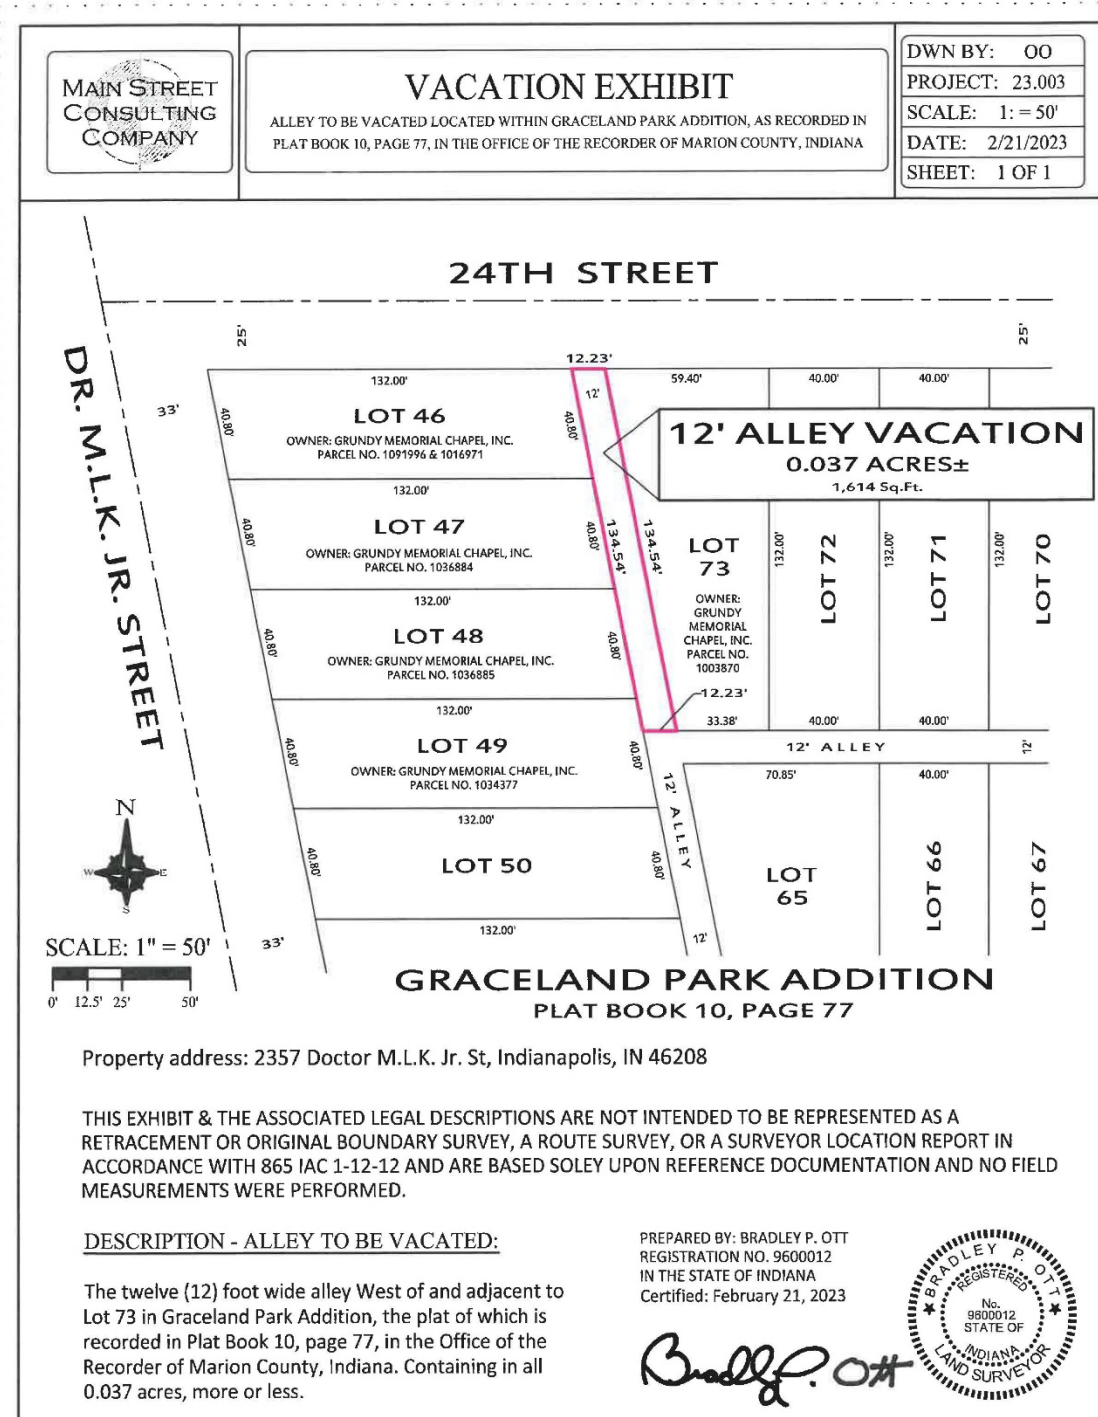 MAIN STREET
CONSULTING
COMPANY
VACATION EXHIBIT
ALLEY TO BE VACATED LOCATED WITHIN GRACELAND PARK ADDITION, AS RECORDED IN
PLAT BOOK 10, PAGE 77, IN THE OFFICE OF THE RECORDER OF MARION COUNTY, INDIANA
DWN BY: OO
PROJECT: 23.003
SCALE: 1: = 50'
DATE: 2/21/2023
SHEET: 1 OF 1
24TH STREET
25'
25'
DR. M.L.K. JR. STREET
33'
12.23'
132.00'
12'
59.40'
40.00'
40.00'
40.80'
LOT 46
40.80'
OWNER: GRUNDY MEMORIAL CHAPEL, INC.
PARCEL NO. 1091996 & 1016971
12' ALLEY VACATION
0.037 ACRES±
1,614 Sq.Ft.
132.00'
40.80'
LOT 47
40.80'
OWNER: GRUNDY MEMORIAL CHAPEL, INC.
PARCEL NO. 1036884
134.54'
134.54'
LOT
73
OWNER:
GRUNDY
MEMORIAL
CHAPEL, INC.
PARCEL NO.
1003870
132.00'
LOT 72
132.00'
LOT 71
132.00'
LOT 70
132.00'
40.80'
LOT 48
40.80'
OWNER: GRUNDY MEMORIAL CHAPEL, INC.
PARCEL NO. 1036885
12.23'
33.38'
40.00'
40.00'
132.00'
40.80'
LOT 49
40.80'
OWNER: GRUNDY MEMORIAL CHAPEL, INC.
PARCEL NO. 1034377
12' ALLEY
12'
70.85'
40.00'
12' ALLEY
132.00'
40.80'
LOT 50
40.80'
LOT
65
LOT 66
LOT 67
132.00'
12'
N
W
E
S
SCALE: 1" = 50'
33'
0' 12.5' 25' 50'
GRACELAND PARK ADDITION
PLAT BOOK 10, PAGE 77
Property address: 2357 Doctor M.L.K. Jr. St, Indianapolis, IN 46208
THIS EXHIBIT & THE ASSOCIATED LEGAL DESCRIPTIONS ARE NOT INTENDED TO BE REPRESENTED AS A
RETRACEMENT OR ORIGINAL BOUNDARY SURVEY, A ROUTE SURVEY, OR A SURVEYOR LOCATION REPORT IN
ACCORDANCE WITH 865 IAC 1-12-12 AND ARE BASED SOLEY UPON REFERENCE DOCUMENTATION AND NO FIELD
MEASUREMENTS WERE PERFORMED.
DESCRIPTION - ALLEY TO BE VACATED:
The twelve (12) foot wide alley West of and adjacent to
Lot 73 in Graceland Park Addition, the plat of which is
recorded in Plat Book 10, page 77, in the Office of the
Recorder of Marion County, Indiana. Containing in all
0.037 acres, more or less.
PREPARED BY: BRADLEY P. OTT
REGISTRATION NO. 9600012
IN THE STATE OF INDIANA
Certified: February 21, 2023
Bradley P. Ott
BRADLEY P. OTT
REGISTERED
No.
9600012
STATE OF
INDIANA
LAND SURVEYOR